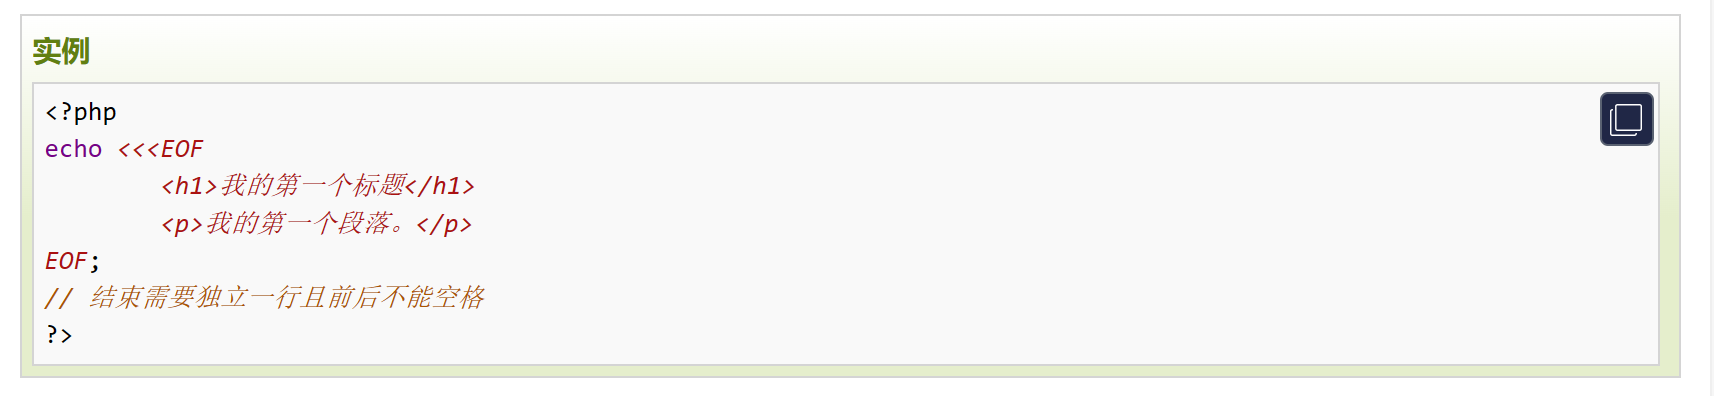 实例
<?php
echo <<<EOF
        <h1>我的第一个标题</h1>
        <p>我的第一个段落。</p>
EOF;
// 结束需要独立一行且前后不能空格
?>